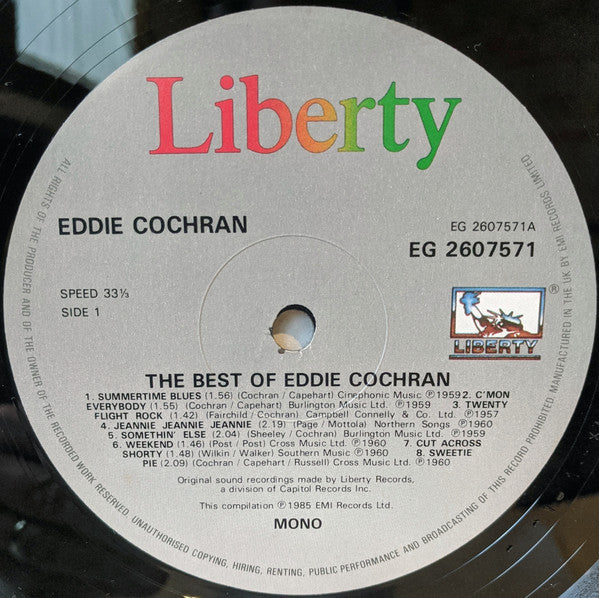 Liberty
EDDIE COCHRAN
EG 2607571A
EG 2607571
SPEED 33⅓
SIDE 1
®
LIBERTY
THE BEST OF EDDIE COCHRAN
1. SUMMERTIME BLUES (1.56) (Cochran / Capehart) Cinephonic Music ℗1959 2. C'MON
EVERYBODY (1.55) (Cochran / Capehart) Burlington Music Ltd. ℗1959 3. TWENTY
FLIGHT ROCK (1.42) (Fairchild / Cochran) Campbell Connelly & Co. Ltd. ℗1957
4. JEANNIE JEANNIE JEANNIE (2.19) (Page / Mottola) Northern Songs ℗1960
5. SOMETHIN' ELSE (2.04) (Sheeley / Cochran) Burlington Music Ltd. ℗1959
6. WEEKEND (1.46) (Post / Post) Cross Music Ltd. ℗1960 7. CUT ACROSS
SHORTY (1.48) (Wilkin / Walker) Southern Music ℗1960 8. SWEETIE
PIE (2.09) (Cochran / Capehart / Russell) Cross Music Ltd. ℗1960
Original sound recordings made by Liberty Records,
a division of Capitol Records Inc.
This compilation ℗1985 EMI Records Ltd.
MONO
ALL RIGHTS OF THE PRODUCER AND OF THE OWNER OF THE RECORDED WORK RESERVED. UNAUTHORISED COPYING, HIRING, RENTING, PUBLIC PERFORMANCE AND BROADCASTING OF THIS RECORD PROHIBITED. MANUFACTURED IN THE UK BY EMI RECORDS LIMITED